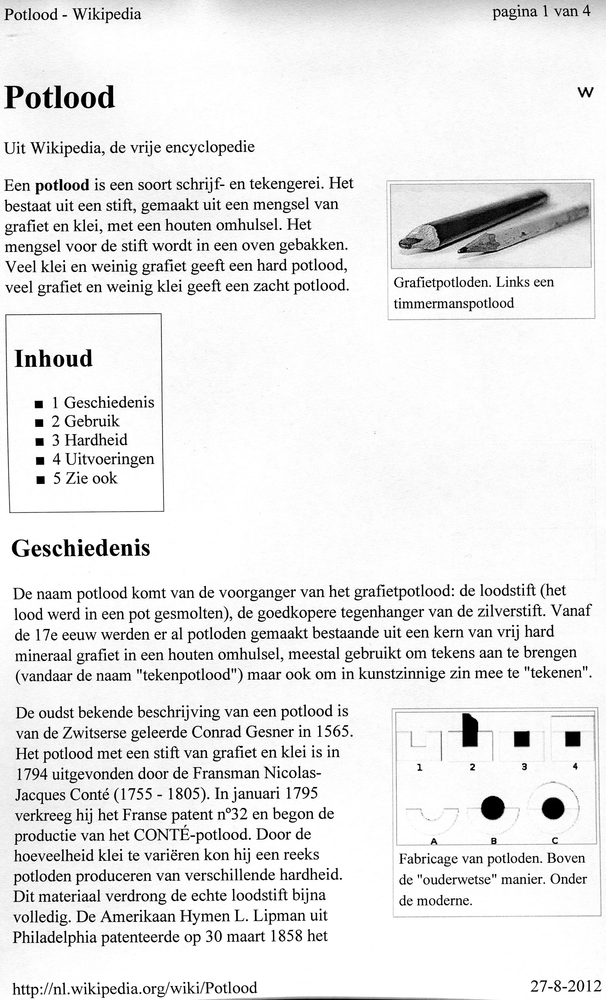 Potlood - Wikipedia
pagina 1 van 4
Potlood
W
Uit Wikipedia, de vrije encyclopedie
Een potlood is een soort schrijf- en tekengerei. Het
bestaat uit een stift, gemaakt uit een mengsel van
grafiet en klei, met een houten omhulsel. Het
mengsel voor de stift wordt in een oven gebakken.
Veel klei en weinig grafiet geeft een hard potlood,
veel grafiet en weinig klei geeft een zacht potlood.
Grafietpotloden. Links een
timmermanspotlood
Inhoud
■ 1 Geschiedenis
■ 2 Gebruik
■ 3 Hardheid
■ 4 Uitvoeringen
■ 5 Zie ook
Geschiedenis
De naam potlood komt van de voorganger van het grafietpotlood: de loodstift (het
lood werd in een pot gesmolten), de goedkopere tegenhanger van de zilverstift. Vanaf
de 17e eeuw werden er al potloden gemaakt bestaande uit een kern van vrij hard
mineraal grafiet in een houten omhulsel, meestal gebruikt om tekens aan te brengen
(vandaar de naam "tekenpotlood") maar ook om in kunstzinnige zin mee te "tekenen".
De oudst bekende beschrijving van een potlood is
van de Zwitserse geleerde Conrad Gesner in 1565.
Het potlood met een stift van grafiet en klei is in
1794 uitgevonden door de Fransman Nicolas-
Jacques Conté (1755 - 1805). In januari 1795
verkreeg hij het Franse patent nº32 en begon de
productie van het CONTÉ-potlood. Door de
hoeveelheid klei te variëren kon hij een reeks
potloden produceren van verschillende hardheid.
Dit materiaal verdrong de echte loodstift bijna
volledig. De Amerikaan Hymen L. Lipman uit
Philadelphia patenteerde op 30 maart 1858 het
1 2 3 4
A B C
Fabricage van potloden. Boven
de "ouderwetse" manier. Onder
de moderne.
http://nl.wikipedia.org/wiki/Potlood
27-8-2012